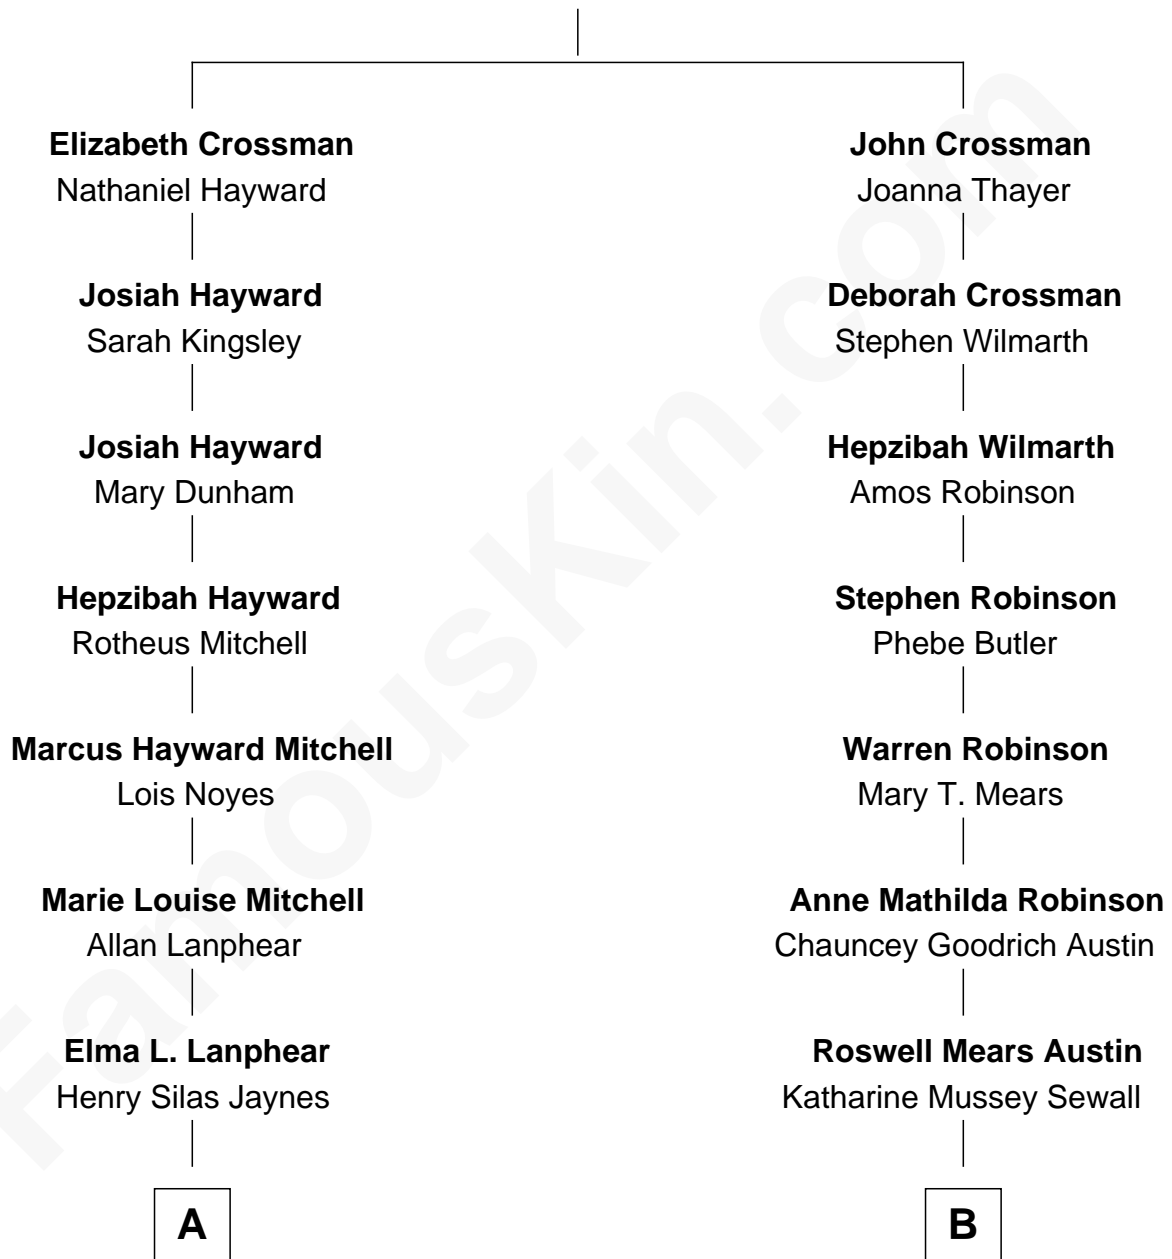 Elizabeth Crossman
Nathaniel Hayward
Josiah Hayward
Sarah Kingsley
Josiah Hayward
Mary Dunham
Hepzibah Hayward
Rotheus Mitchell
Marcus Hayward Mitchell
Lois Noyes
Marie Louise Mitchell
Allan Lanphear
Elma L. Lanphear
Henry Silas Jaynes
A
John Crossman
Joanna Thayer
Deborah Crossman
Stephen Wilmarth
Hepzibah Wilmarth
Amos Robinson
Stephen Robinson
Phebe Butler
Warren Robinson
Mary T. Mears
Anne Mathilda Robinson
Chauncey Goodrich Austin
Roswell Mears Austin
Katharine Mussey Sewall
B
FamousKin.com